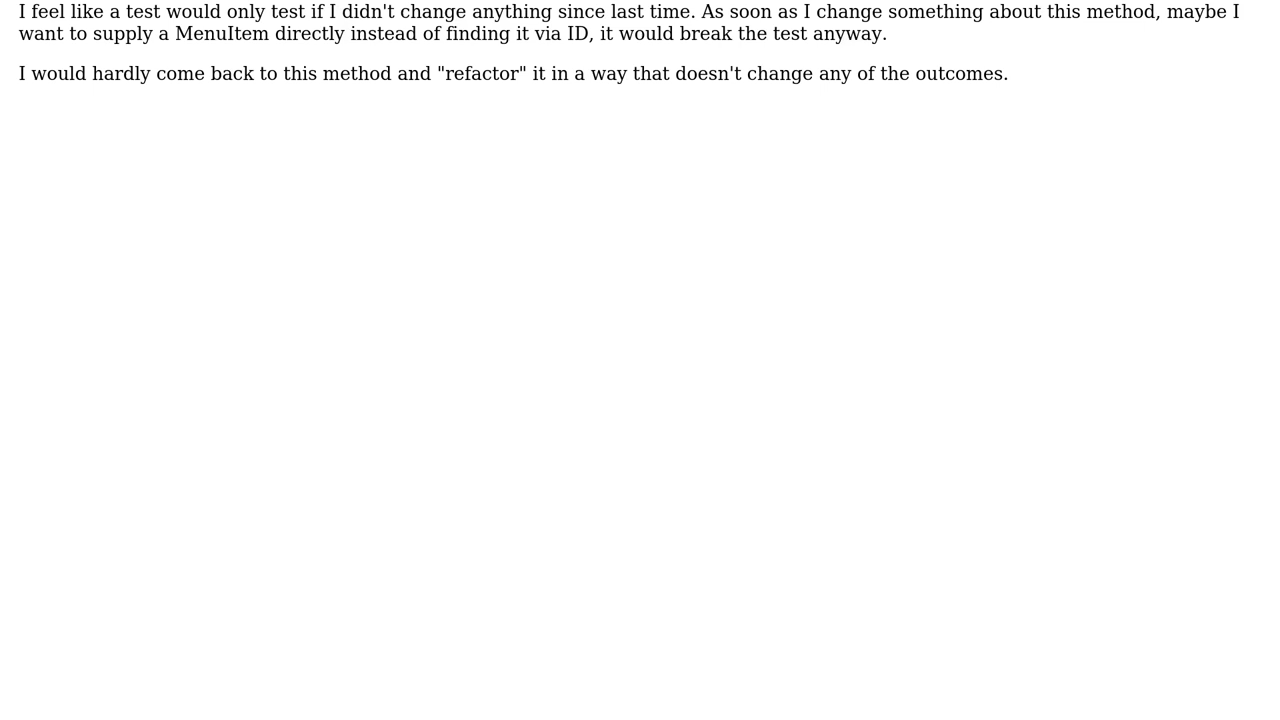 I feel like a test would only test if I didn't change anything since last time. As soon as I change something about this method, maybe I
want to supply a MenuItem directly instead of finding it via ID, it would break the test anyway.
I would hardly come back to this method and "refactor" it in a way that doesn't change any of the outcomes.